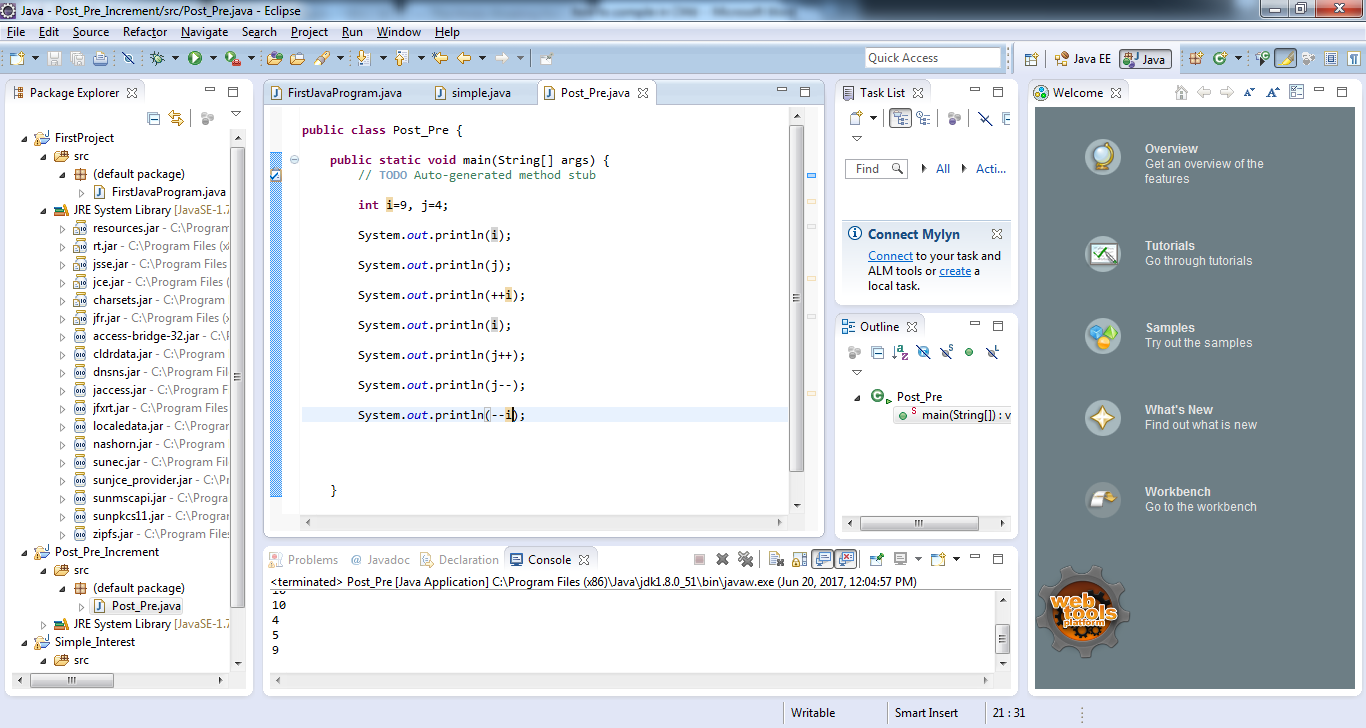 Java - Post_Pre_Increment/src/Post_Pre.java - Eclipse
File Edit Source Refactor Navigate Search Project Run Window Help
Quick Access
Java EE
Java
Package Explorer
FirstProject
src
(default package)
FirstJavaProgram.java
JRE System Library [JavaSE-1.7
resources.jar - C:\Program
rt.jar - C:\Program Files (x
jsse.jar - C:\Program Files
jce.jar - C:\Program Files (
charsets.jar - C:\Program
jfr.jar - C:\Program Files (x
access-bridge-32.jar - C:\
cldrdata.jar - C:\Program
dnsns.jar - C:\Program Fil
jaccess.jar - C:\Program F
jfxrt.jar - C:\Program Files
localedata.jar - C:\Progra
nashorn.jar - C:\Program
sunec.jar - C:\Program Fil
sunjce_provider.jar - C:\P
sunmscapi.jar - C:\Progra
sunpkcs11.jar - C:\Progra
zipfs.jar - C:\Program File
Post_Pre_Increment
src
(default package)
Post_Pre.java
JRE System Library [JavaSE-1.7
Simple_Interest
src
FirstJavaProgram.java
simple.java
Post_Pre.java
public class Post_Pre {
public static void main(String[] args) {
// TODO Auto-generated method stub
int i=9, j=4;
System.out.println(i);
System.out.println(j);
System.out.println(++i);
System.out.println(i);
System.out.println(j++);
System.out.println(j--);
System.out.println(--i);
}
Task List
Find
All
Acti...
Connect Mylyn
Connect to your task and
ALM tools or create a
local task.
Outline
Post_Pre
main(String[]) : v
Welcome
Overview
Get an overview of the
features
Tutorials
Go through tutorials
Samples
Try out the samples
What's New
Find out what is new
Workbench
Go to the workbench
web
tools
platform
Problems
@ Javadoc
Declaration
Console
<terminated> Post_Pre [Java Application] C:\Program Files (x86)\Java\jdk1.8.0_51\bin\javaw.exe (Jun 20, 2017, 12:04:57 PM)
10
4
5
9
Writable
Smart Insert
21 : 31